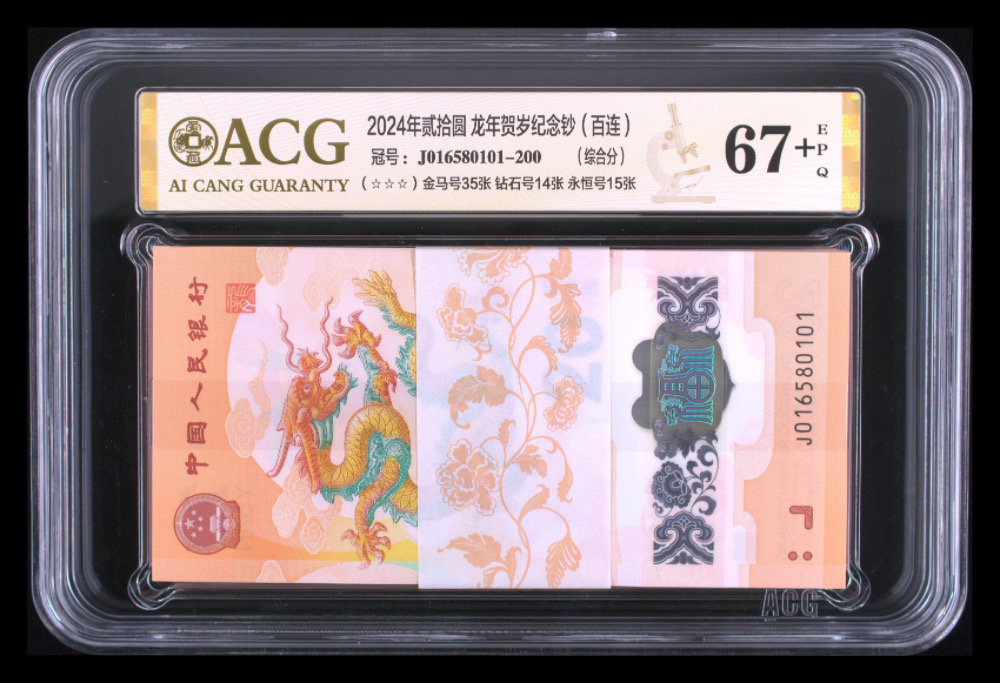 ACG
AI CANG GUARANTY
2024年贰拾圆 龙年贺岁纪念钞（百连）
冠号：J016580101-200 （综合分）
（☆☆☆）金马号35张 钻石号14张 永恒号15张
67+
EPQ
中国人民银行
J016580101
ACG